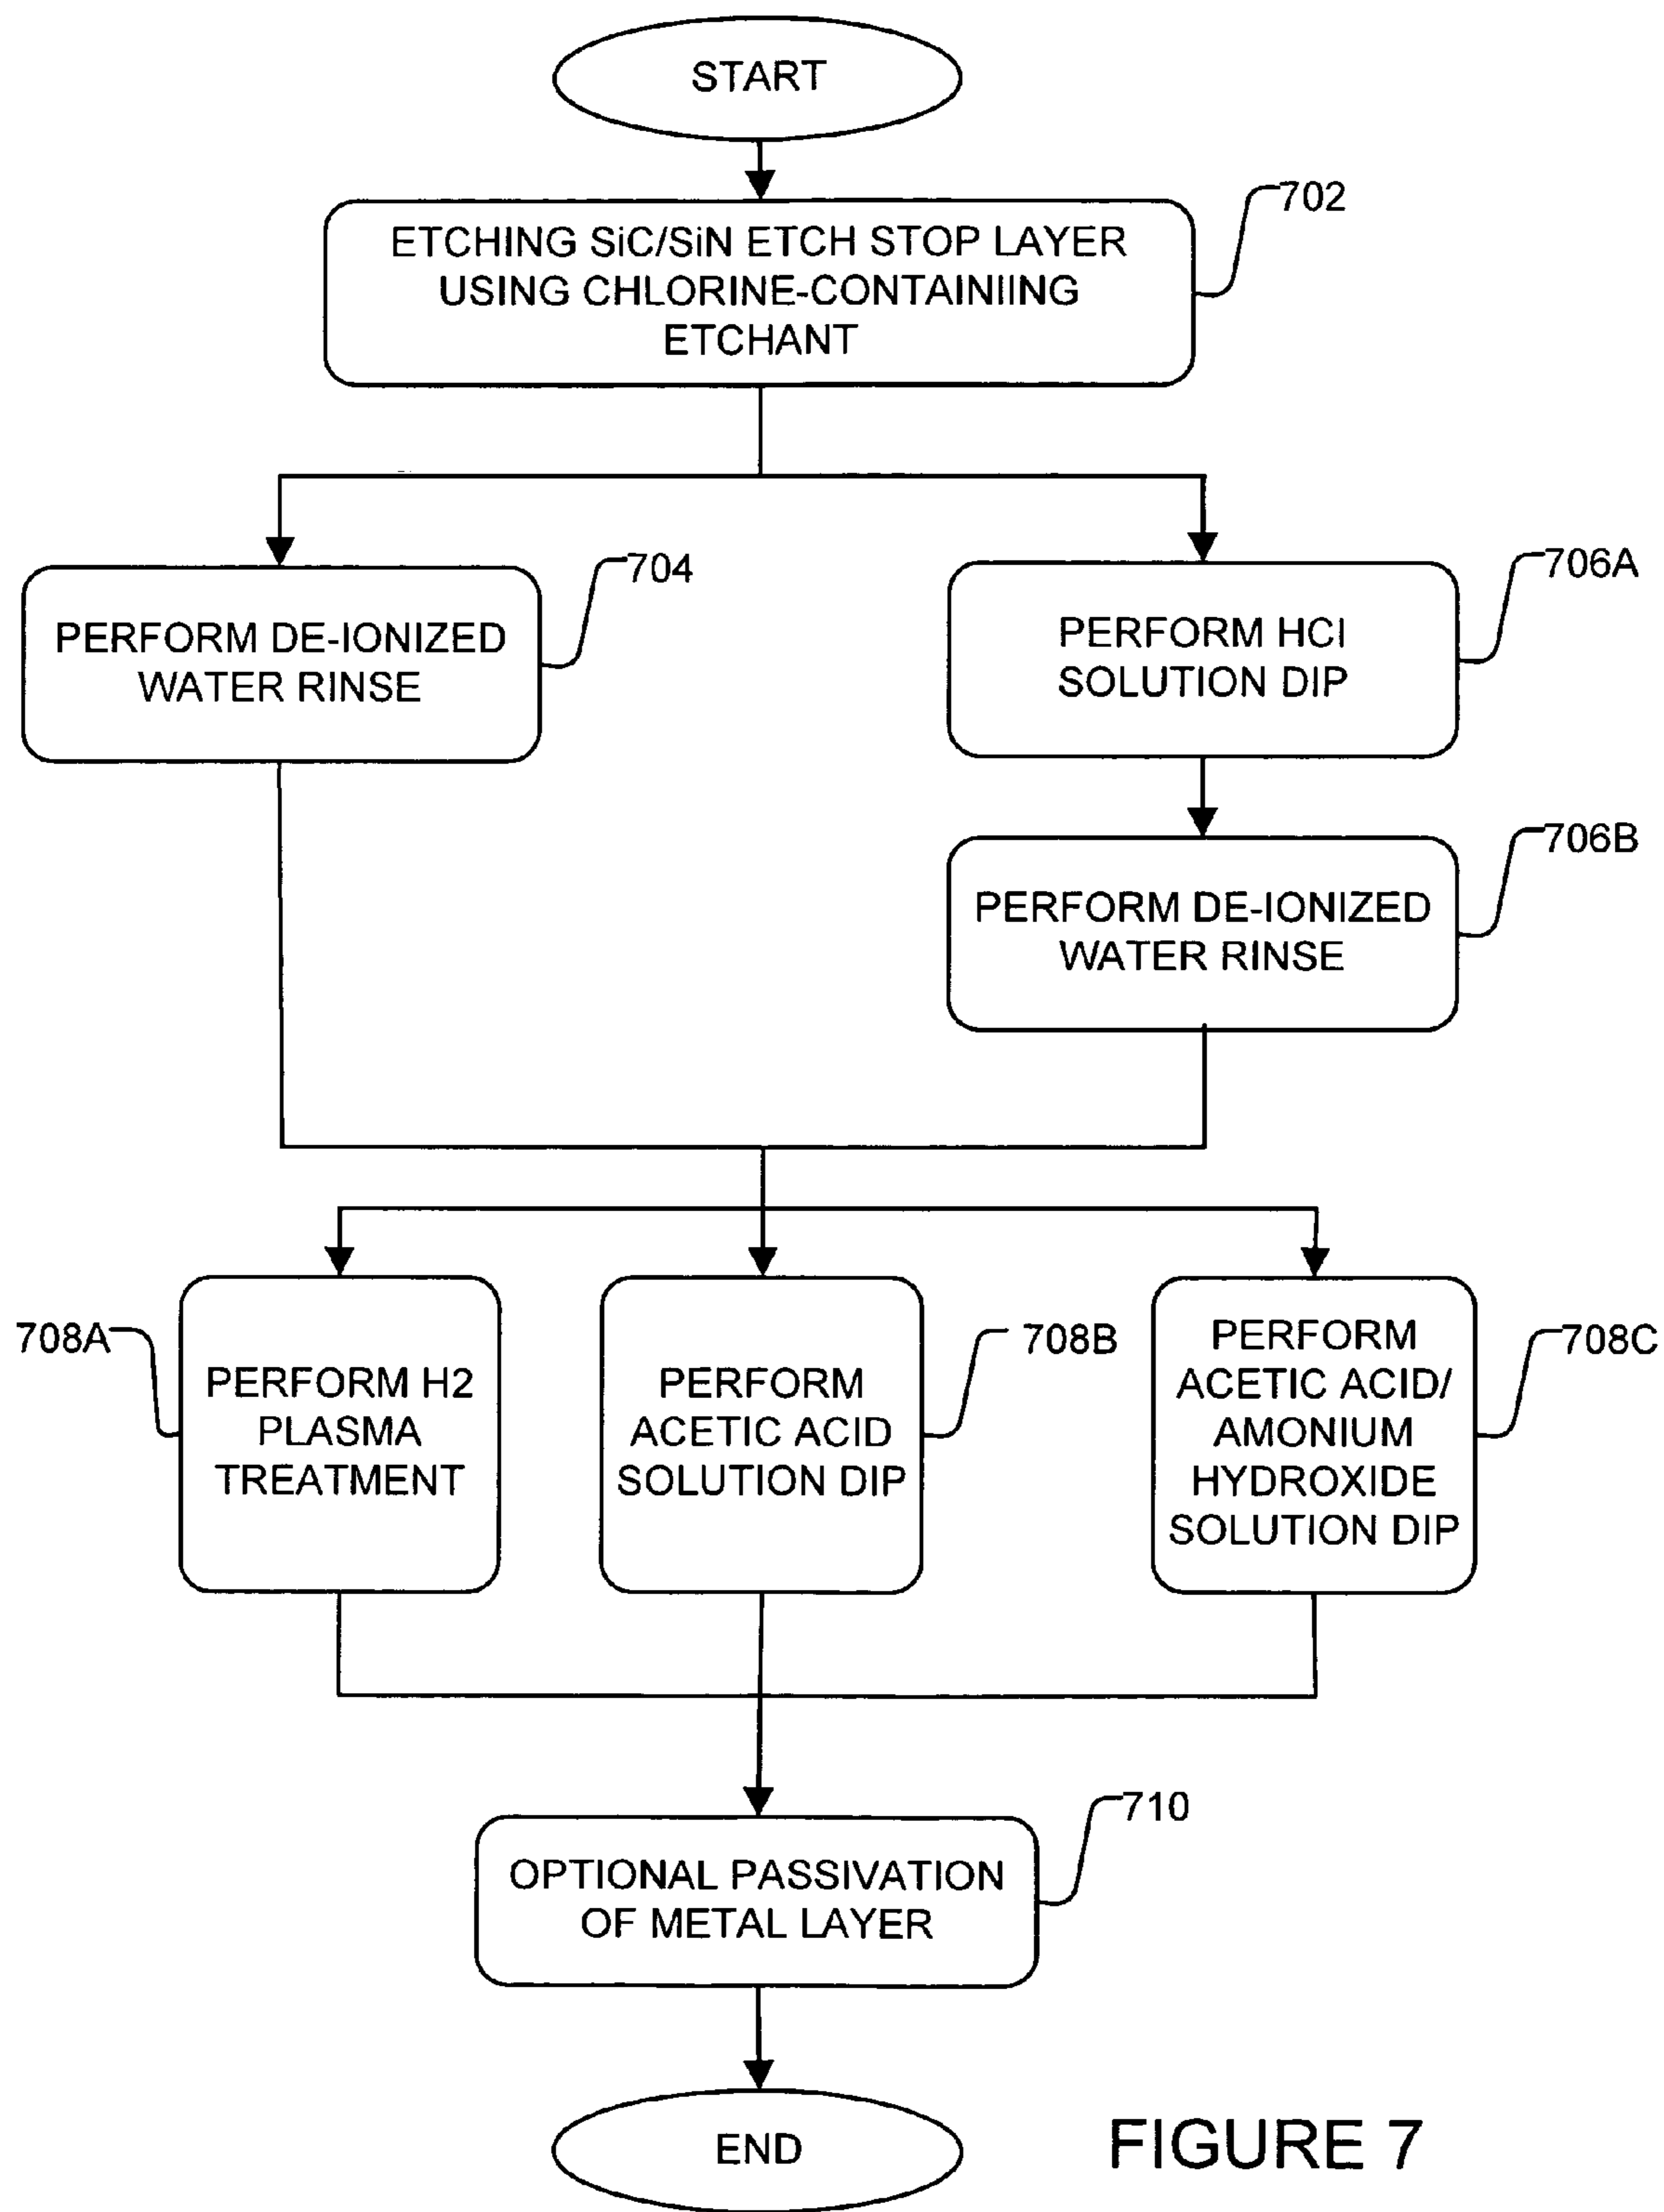 START
702
ETCHING SiC/SiN ETCH STOP LAYER
USING CHLORINE-CONTAINIING
ETCHANT
704
PERFORM DE-IONIZED
WATER RINSE
706A
PERFORM HCl
SOLUTION DIP
706B
PERFORM DE-IONIZED
WATER RINSE
708A
PERFORM H2
PLASMA
TREATMENT
708B
PERFORM
ACETIC ACID
SOLUTION DIP
708C
PERFORM
ACETIC ACID/
AMONIUM
HYDROXIDE
SOLUTION DIP
710
OPTIONAL PASSIVATION
OF METAL LAYER
END
FIGURE 7